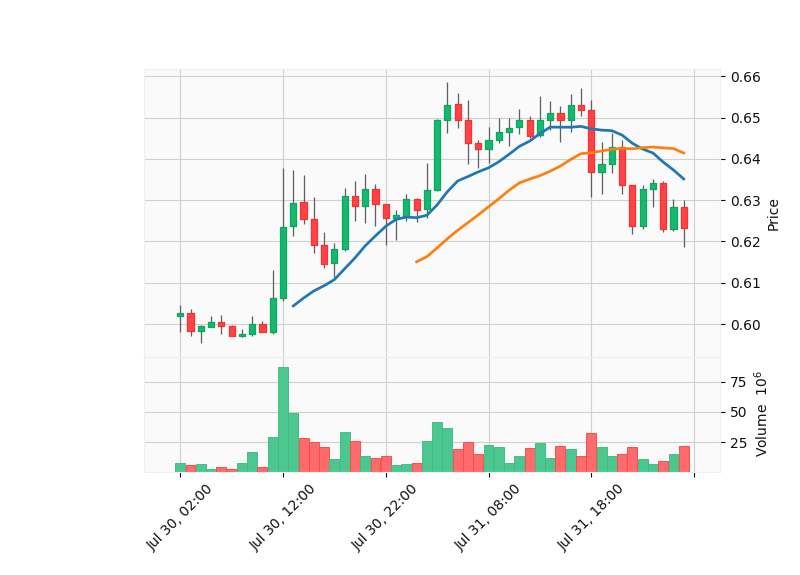 0.66
0.65
0.64
0.63
0.62
0.61
0.60
Price
75
50
25
Volume 10^6
Jul 30, 02:00
Jul 30, 12:00
Jul 30, 22:00
Jul 31, 08:00
Jul 31, 18:00